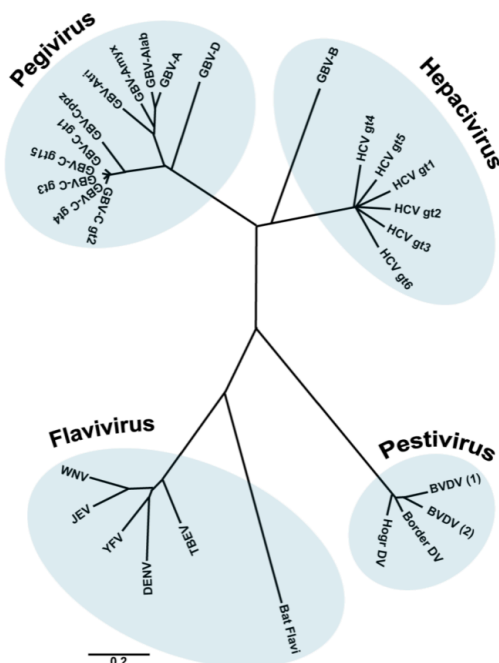 Pegivirus
GBV-Atri
GBV-Amyx
GBV-Alab
GBV-A
GBV-D
GBV-Cppz
GBV-C gt1
GBV-C gt15
GBV-C gt3
GBV-C gt4
GBV-C gt2
Hepacivirus
GBV-B
HCV gt4
HCV gt5
HCV gt1
HCV gt2
HCV gt3
HCV gt6
Flavivirus
WNV
JEV
YFV
DENV
TBEV
Bat Flavi
Pestivirus
BVDV (1)
BVDV (2)
Border DV
Hogr DV
0.2